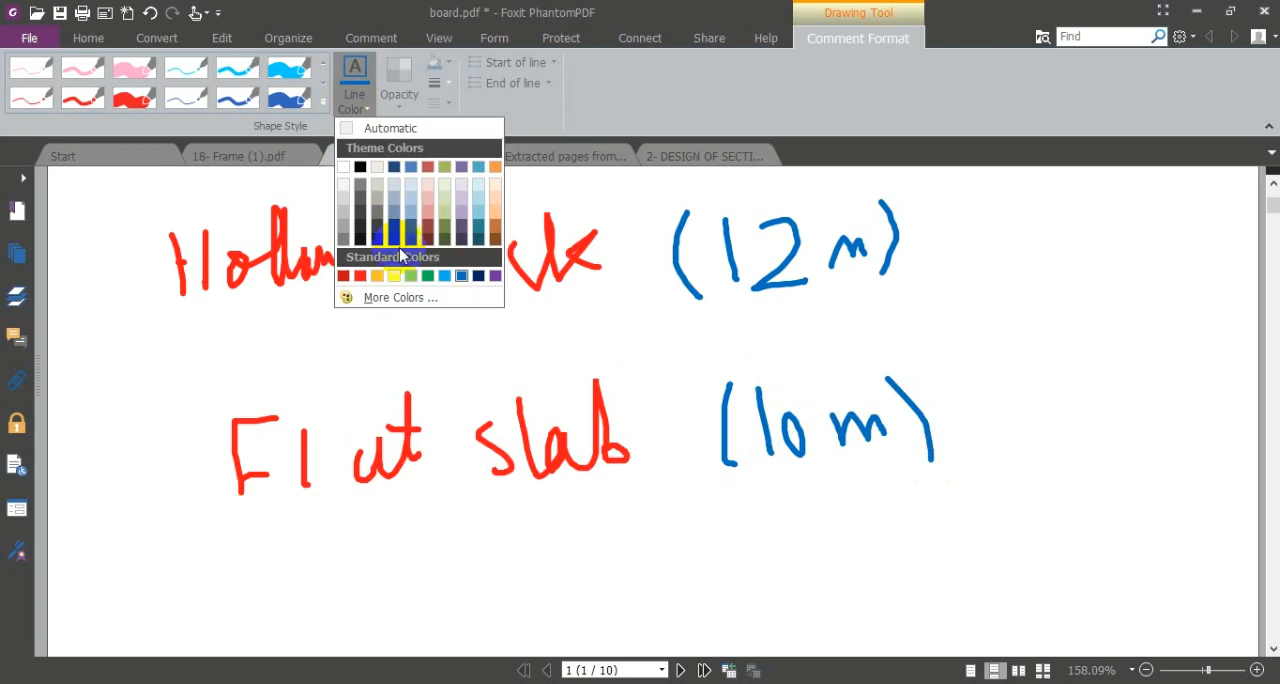 board.pdf * - Foxit PhantomPDF
Drawing Tool
File Home Convert Edit Organize Comment View Form Protect Connect Share Help Comment Format
Find
Line Color
Opacity
Start of line
End of line
Shape Style
Automatic
Theme Colors
Standard Colors
More Colors ...
Start
18- Frame (1).pdf
Extracted pages from...
2- DESIGN OF SECTI...
(12 m)
Flat slab (10 m)
1 (1 / 10)
158.09%